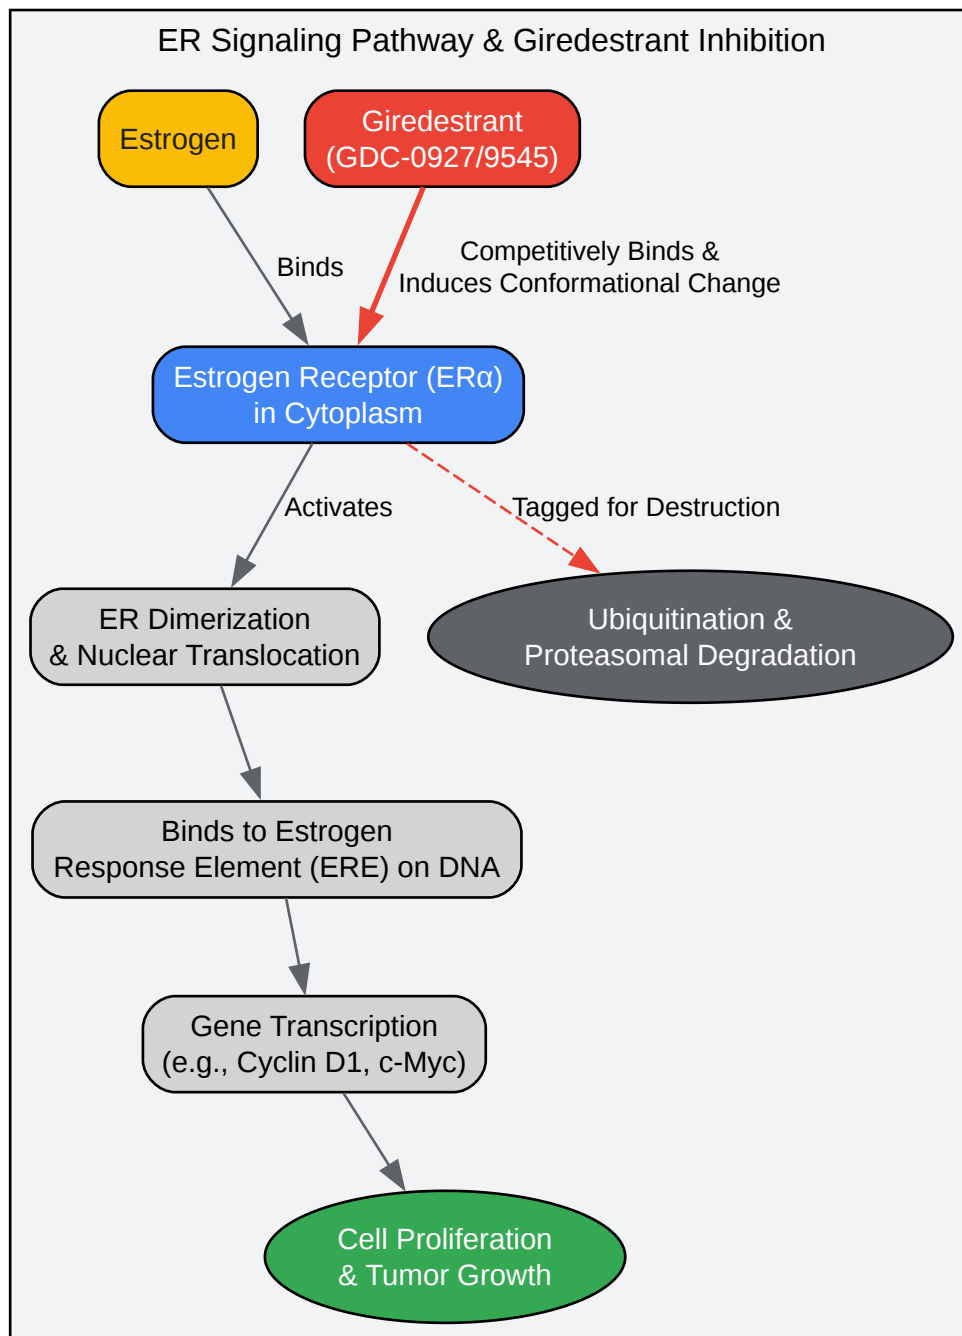 ER Signaling Pathway & Giredestrant Inhibition
Estrogen
Giredestrant
(GDC-0927/9545)
Binds
Competitively Binds &
Induces Conformational Change
Estrogen Receptor (ERα)
in Cytoplasm
Activates
Tagged for Destruction
ER Dimerization
& Nuclear Translocation
Ubiquitination &
Proteasomal Degradation
Binds to Estrogen
Response Element (ERE) on DNA
Gene Transcription
(e.g., Cyclin D1, c-Myc)
Cell Proliferation
& Tumor Growth